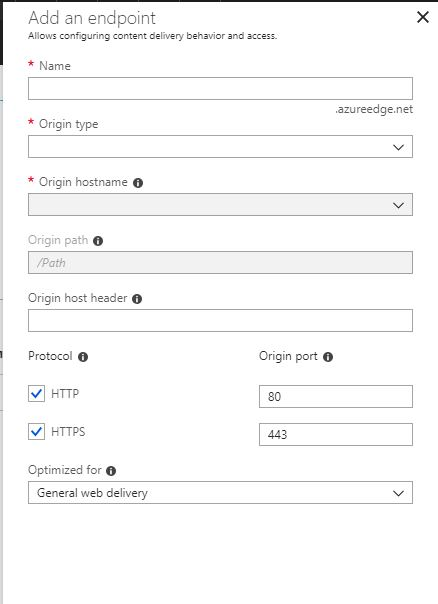 Add an endpoint
Allows configuring content delivery behavior and access.
* Name
.azureedge.net
* Origin type
* Origin hostname
Origin path
/Path
Origin host header
Protocol Origin port
HTTP 80
HTTPS 443
Optimized for
General web delivery